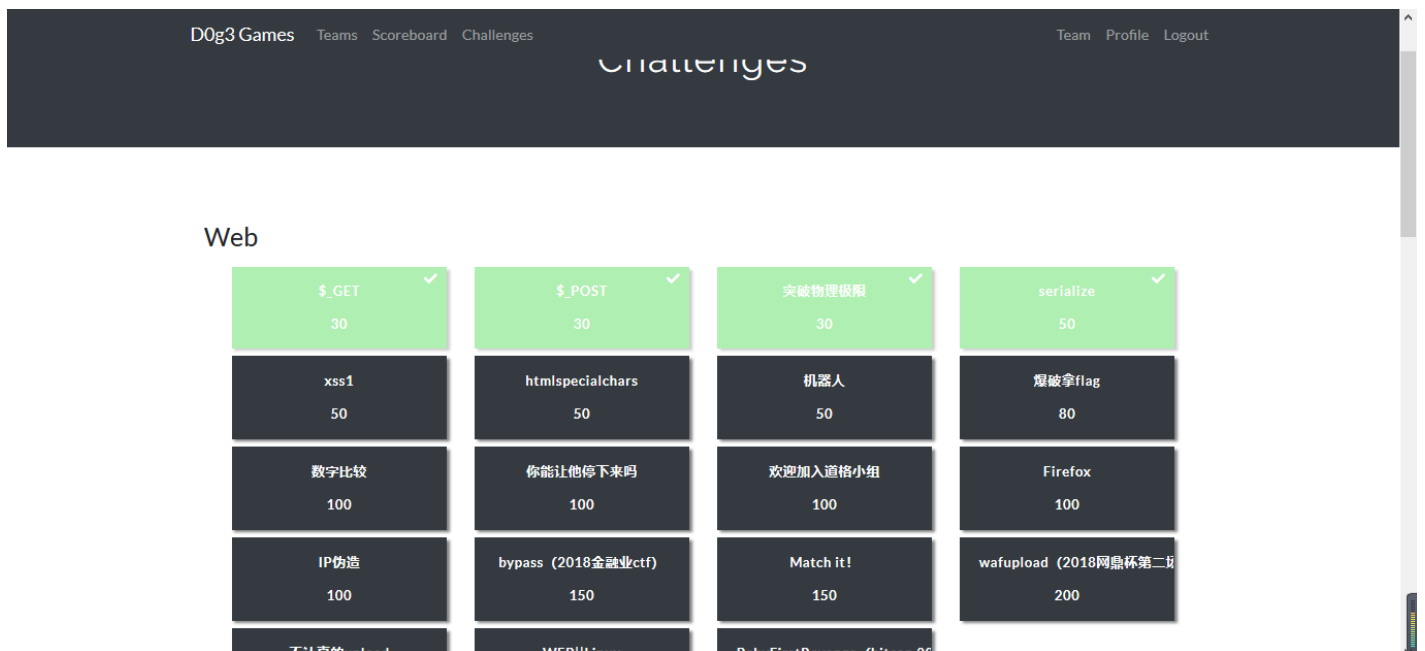 D0g3 Games Teams Scoreboard Challenges Team Profile Logout
Challenges
Web
$_GET
30
$_POST
30
突破物理极限
30
serialize
50
xss1
50
htmlspecialchars
50
机器人
50
爆破拿flag
80
数字比较
100
你能让他停下来吗
100
欢迎加入道格小组
100
Firefox
100
IP伪造
100
bypass（2018金融业ctf)
150
Match it!
150
wafupload（2018网鼎杯第二场
200